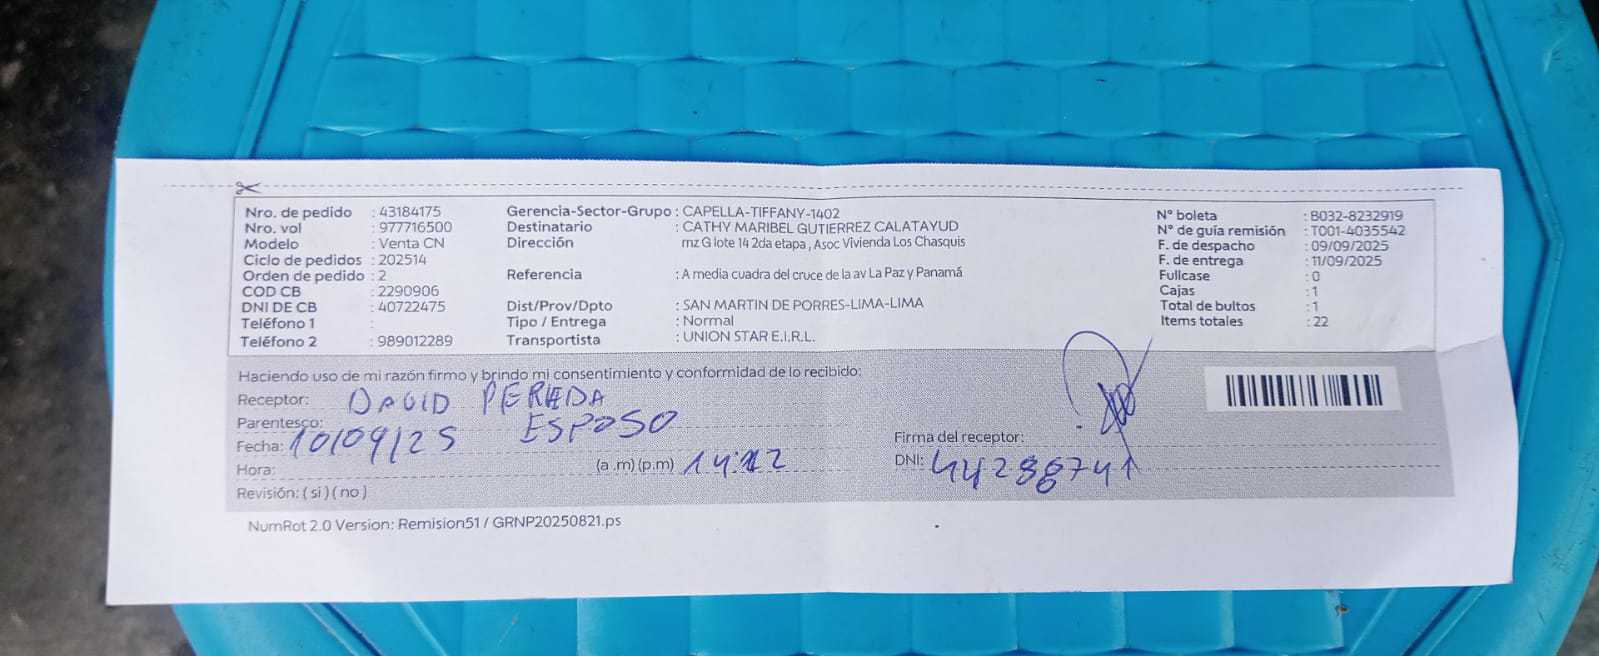 Nro. de pedido : 43184175
Nro. vol : 977716500
Modelo : Venta CN
Ciclo de pedidos : 202514
Orden de pedido : 2
COD CB : 2290906
DNI DE CB : 40722475
Teléfono 1 :
Teléfono 2 : 989012289
Gerencia-Sector-Grupo : CAPELLA-TIFFANY-1402
Destinatario : CATHY MARIBEL GUTIERREZ CALATAYUD
Dirección mz G lote 14 2da etapa , Asoc Vivienda Los Chasquis
Referencia : A media cuadra del cruce de la av La Paz y Panamá
Dist/Prov/Dpto : SAN MARTIN DE PORRES-LIMA-LIMA
Tipo / Entrega : Normal
Transportista : UNION STAR E.I.R.L.
N° boleta : B032-8232919
N° de guía remisión : T001-4035542
F. de despacho : 09/09/2025
F. de entrega : 11/09/2025
Fullcase : 0
Cajas : 1
Total de bultos : 1
Items totales : 22
Haciendo uso de mi razón firmo y brindo mi consentimiento y conformidad de lo recibido:
Receptor: DAVID PEREDA
Parentesco: ESPOSO
Fecha: 10/09/25
Hora: (a .m) (p.m) 14:12
Revisión: ( si ) ( no )
Firma del receptor:
DNI: 44288741
NumRot 2.0 Version: Remision51 / GRNP20250821.ps